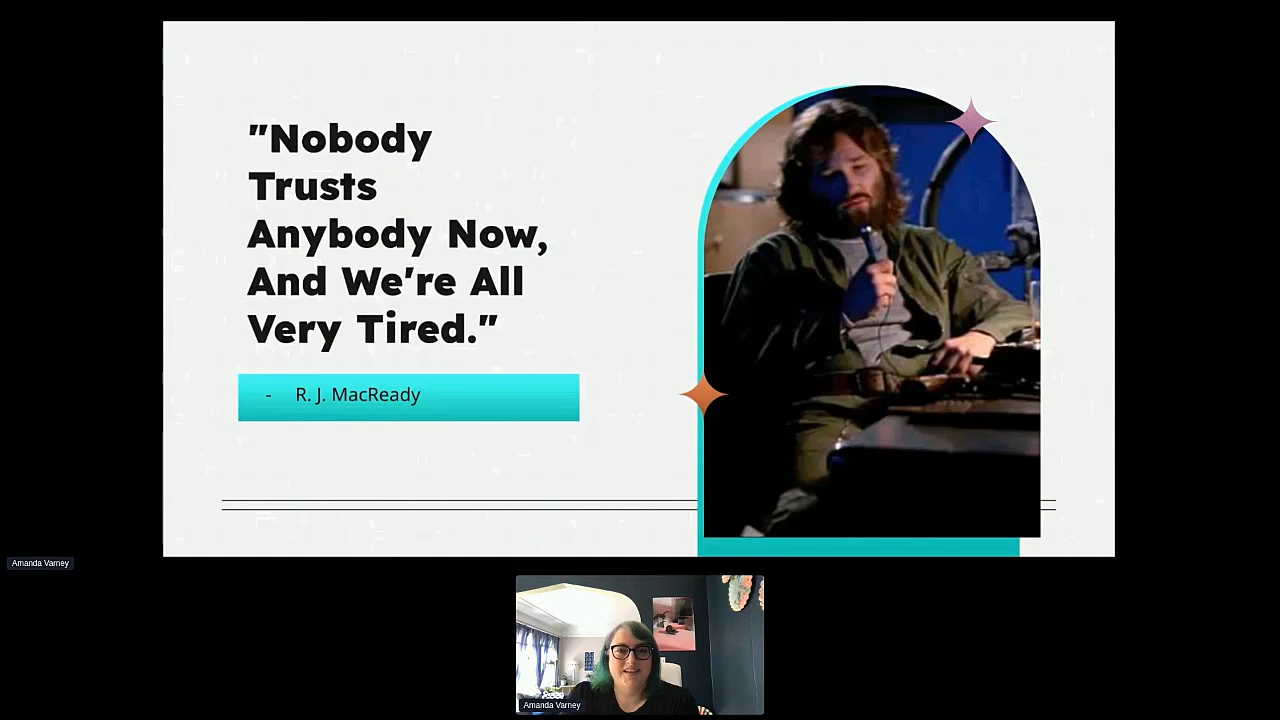 "Nobody
Trusts
Anybody Now,
And We're All
Very Tired."
- R. J. MacReady
Amanda Varney
Amanda Varney